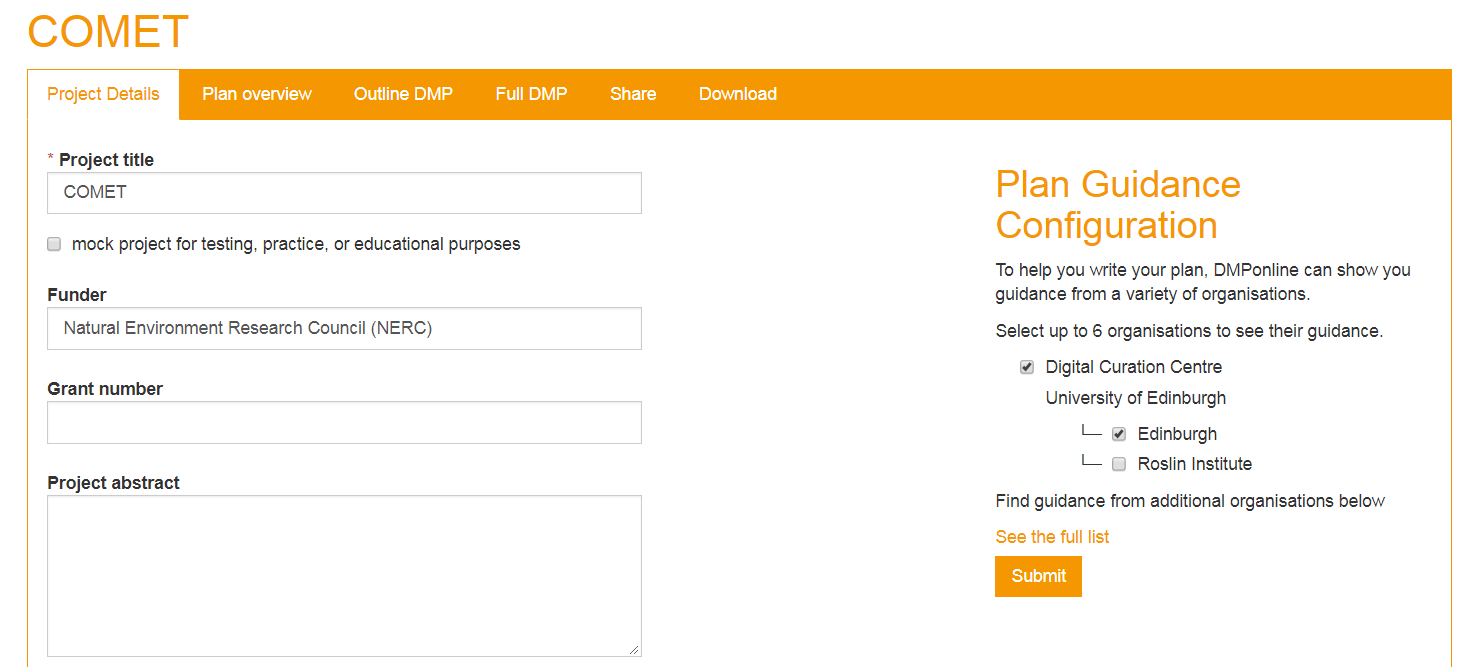 COMET
Project Details Plan overview Outline DMP Full DMP Share Download
* Project title
COMET
mock project for testing, practice, or educational purposes
Funder
Natural Environment Research Council (NERC)
Grant number
Project abstract
Plan Guidance
Configuration
To help you write your plan, DMPonline can show you
guidance from a variety of organisations.
Select up to 6 organisations to see their guidance.
Digital Curation Centre
University of Edinburgh
Edinburgh
Roslin Institute
Find guidance from additional organisations below
See the full list
Submit